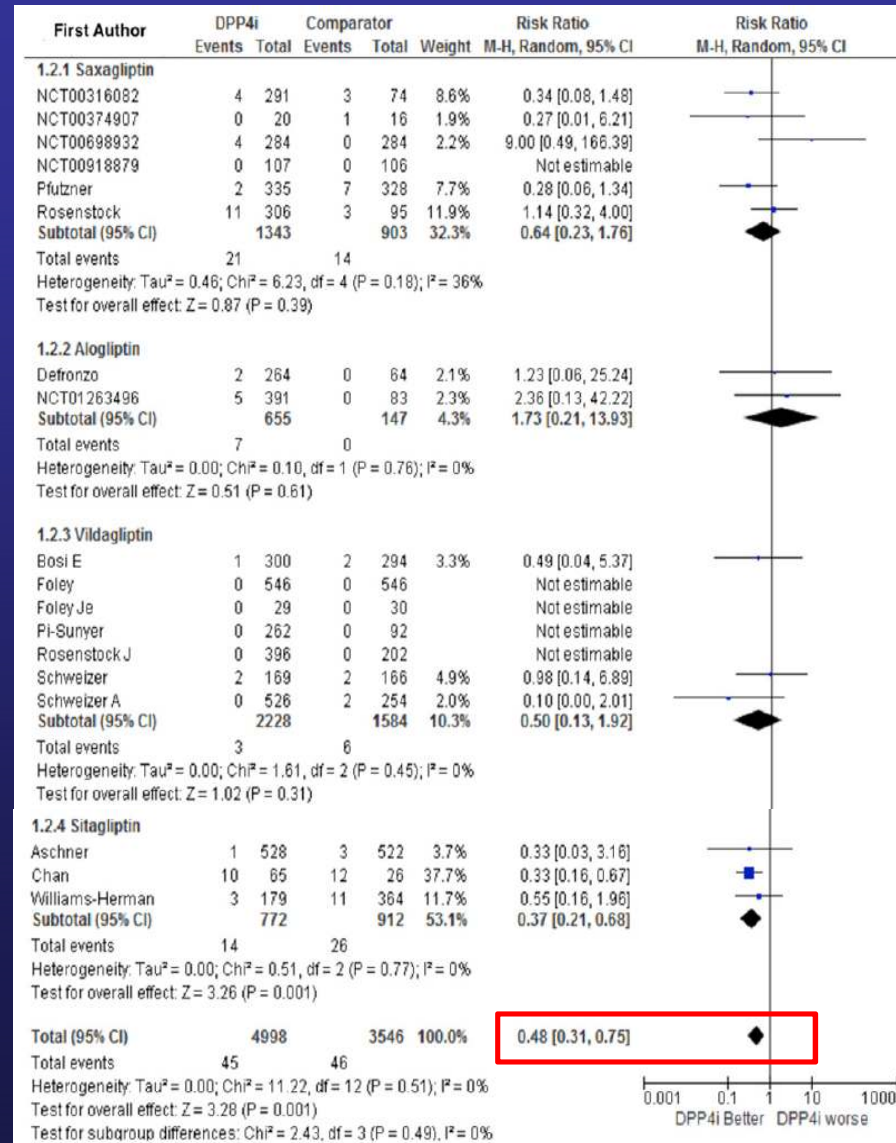 First Author DPP4i Comparator Risk Ratio Risk Ratio
Events Total Events Total Weight M-H, Random, 95% CI M-H, Random, 95% CI
1.2.1 Saxagliptin
NCT00316082 4 291 3 74 8.6% 0.34 [0.08, 1.48]
NCT00374907 0 20 1 16 1.9% 0.27 [0.01, 6.21]
NCT00698932 4 284 0 284 2.2% 9.00 [0.49, 166.39]
NCT00918879 0 107 0 106 Not estimable
Pfutzner 2 335 7 328 7.7% 0.28 [0.06, 1.34]
Rosenstock 11 306 3 95 11.9% 1.14 [0.32, 4.00]
Subtotal (95% CI) 1343 903 32.3% 0.64 [0.23, 1.76]
Total events 21 14
Heterogeneity: Tau² = 0.46; Chi² = 6.23, df = 4 (P = 0.18); I² = 36%
Test for overall effect: Z = 0.87 (P = 0.39)
1.2.2 Alogliptin
Defronzo 2 264 0 64 2.1% 1.23 [0.06, 25.24]
NCT01263496 5 391 0 83 2.3% 2.36 [0.13, 42.22]
Subtotal (95% CI) 655 147 4.3% 1.73 [0.21, 13.93]
Total events 7 0
Heterogeneity: Tau² = 0.00; Chi² = 0.10, df = 1 (P = 0.76); I² = 0%
Test for overall effect: Z = 0.51 (P = 0.61)
1.2.3 Vildagliptin
Bosi E 1 300 2 294 3.3% 0.49 [0.04, 5.37]
Foley 0 546 0 546 Not estimable
Foley Je 0 29 0 30 Not estimable
Pi-Sunyer 0 262 0 92 Not estimable
Rosenstock J 0 396 0 202 Not estimable
Schweizer 2 169 2 166 4.9% 0.98 [0.14, 6.89]
Schweizer A 0 526 2 254 2.0% 0.10 [0.00, 2.01]
Subtotal (95% CI) 2228 1584 10.3% 0.50 [0.13, 1.92]
Total events 3 6
Heterogeneity: Tau² = 0.00; Chi² = 1.61, df = 2 (P = 0.45); I² = 0%
Test for overall effect: Z = 1.02 (P = 0.31)
1.2.4 Sitagliptin
Aschner 1 528 3 522 3.7% 0.33 [0.03, 3.16]
Chan 10 65 12 26 37.7% 0.33 [0.16, 0.67]
Williams-Herman 3 179 11 364 11.7% 0.55 [0.16, 1.96]
Subtotal (95% CI) 772 912 53.1% 0.37 [0.21, 0.68]
Total events 14 26
Heterogeneity: Tau² = 0.00; Chi² = 0.51, df = 2 (P = 0.77); I² = 0%
Test for overall effect: Z = 3.26 (P = 0.001)
Total (95% CI) 4998 3546 100.0% 0.48 [0.31, 0.75]
Total events 45 46
Heterogeneity: Tau² = 0.00; Chi² = 11.22, df = 12 (P = 0.51); I² = 0%
Test for overall effect: Z = 3.28 (P = 0.001)
Test for subgroup differences: Chi² = 2.43, df = 3 (P = 0.49), I² = 0%
0.001 0.1 1 10 1000
DPP4i Better DPP4i worse